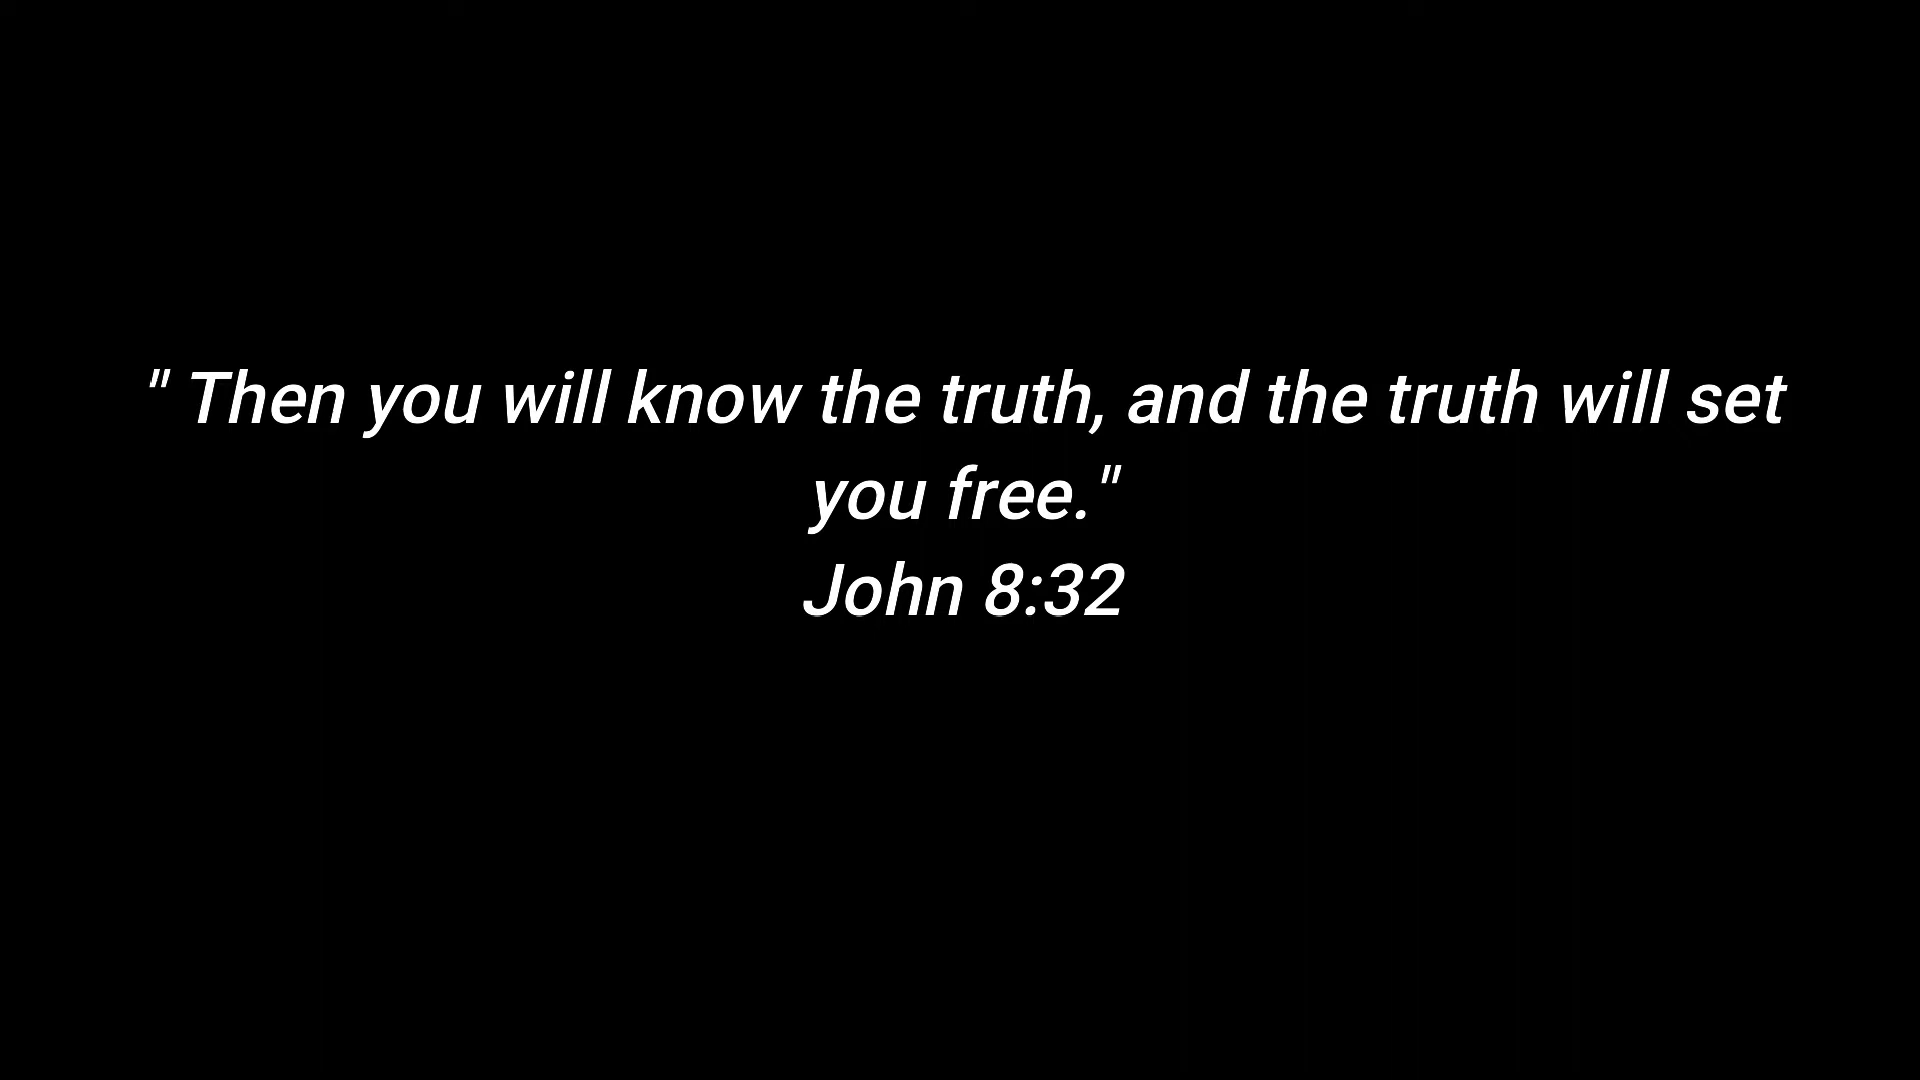 " Then you will know the truth, and the truth will set
you free."
John 8:32